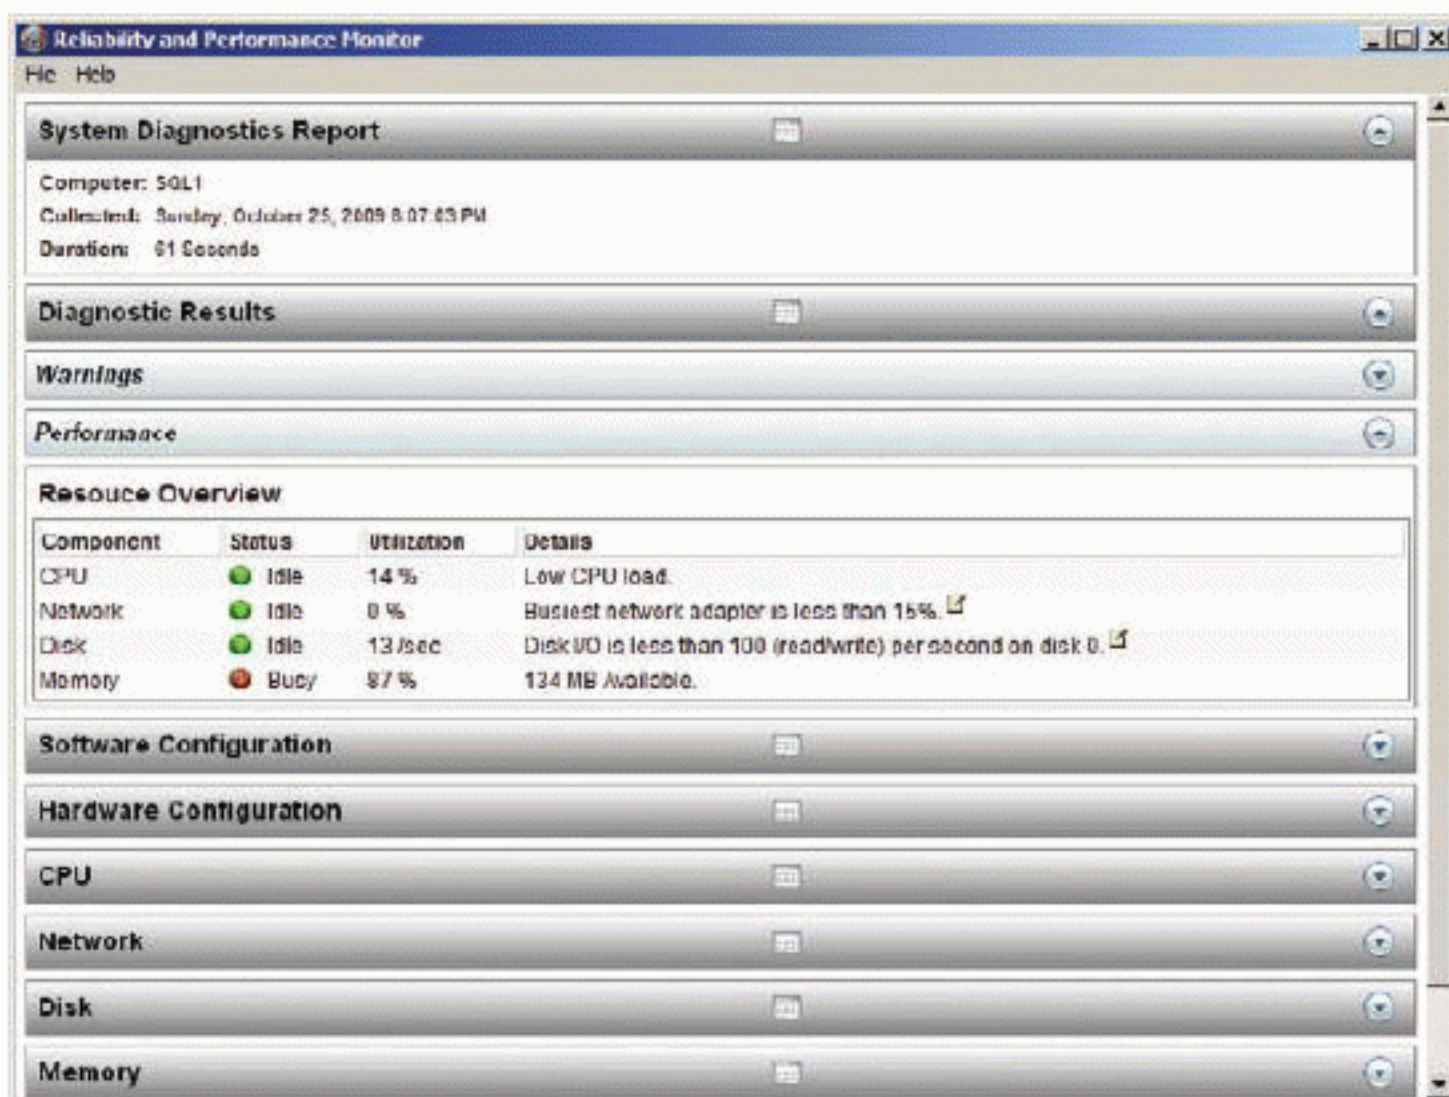 Reliability and Performance Monitor
File Help
System Diagnostics Report
Computer: SQL1
Collected: Sunday, October 25, 2009 8:07:03 PM
Duration: 61 Seconds
Diagnostic Results
Warnings
Performance
Resouce Overview
Component Status Utilization Details
CPU Idle 14 % Low CPU load.
Network Idle 0 % Busiest network adapter is less than 15%.
Disk Idle 13 /sec Disk I/O is less than 100 (read/write) per second on disk 0.
Memory Busy 87 % 134 MB Available.
Software Configuration
Hardware Configuration
CPU
Network
Disk
Memory